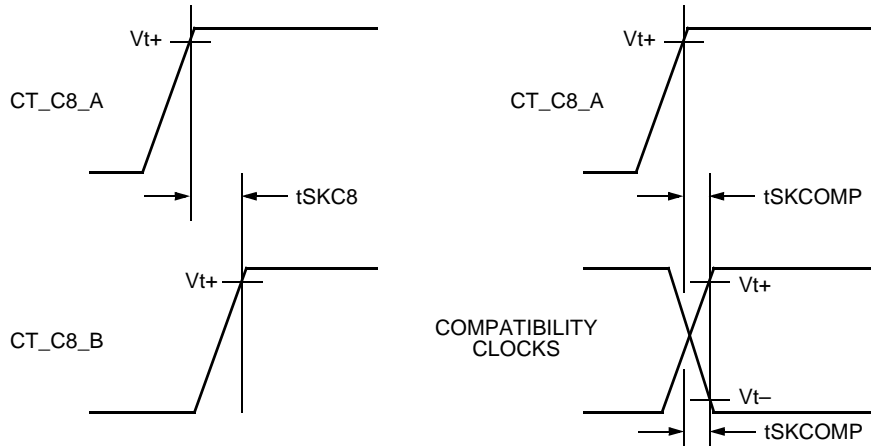 Vt+
CT_C8_A
tSKC8
Vt+
CT_C8_B
Vt+
CT_C8_A
tSKCOMP
Vt+
COMPATIBILITY
CLOCKS
Vt–
tSKCOMP